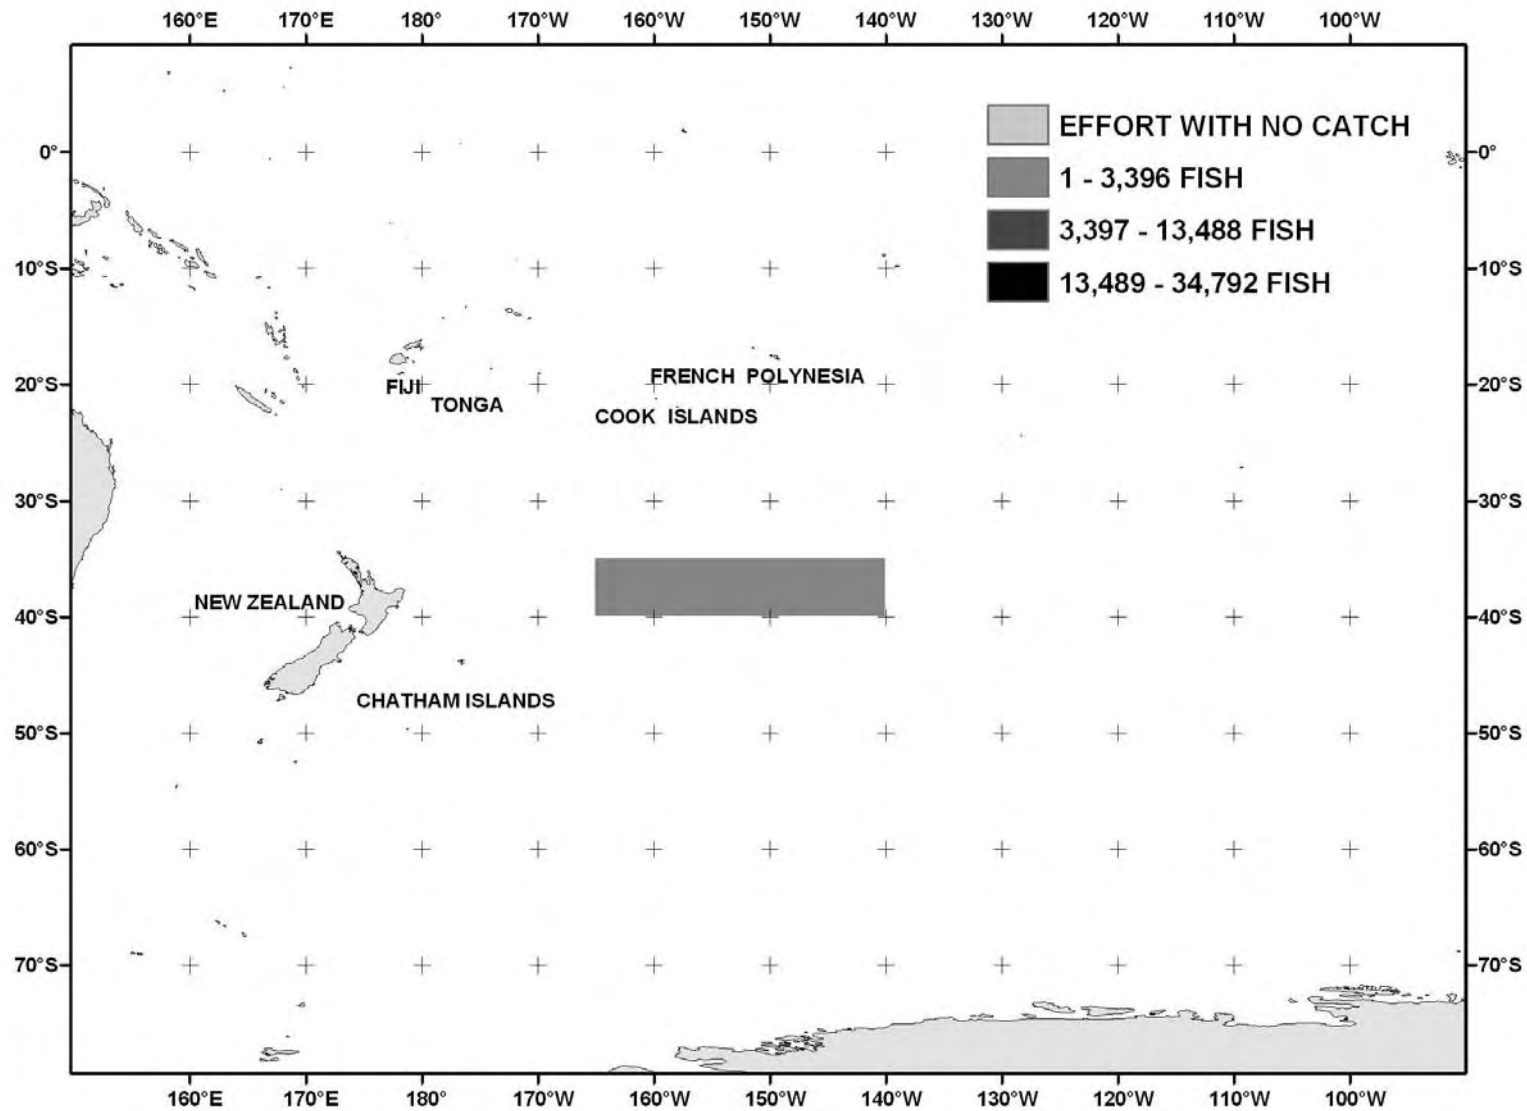 160°E 170°E 180° 170°W 160°W 150°W 140°W 130°W 120°W 110°W 100°W
EFFORT WITH NO CATCH
1 - 3,396 FISH
3,397 - 13,488 FISH
13,489 - 34,792 FISH
0° 0°
10°S 10°S
20°S 20°S
FRENCH POLYNESIA
FIJI
TONGA
COOK ISLANDS
30°S 30°S
NEW ZEALAND
40°S 40°S
CHATHAM ISLANDS
50°S 50°S
60°S 60°S
70°S 70°S
160°E 170°E 180° 170°W 160°W 150°W 140°W 130°W 120°W 110°W 100°W